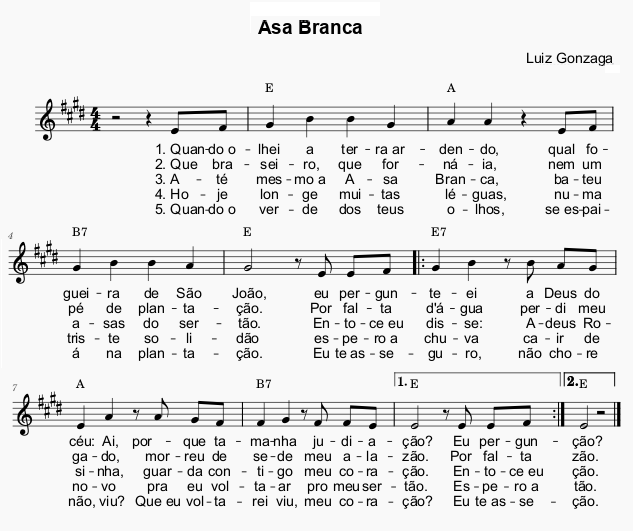 Asa Branca
Luiz Gonzaga
E A
4
4
1. Quan-do o- lhei a ter-ra ar- den- do, qual fo-
2. Que bra- sei- ro, que for- ná- ia, nem um
3. A- té mes-mo a A- sa Bran- ca, ba- teu
4. Ho- je lon- ge mui- tas lé- guas, nu- ma
5. Quan-do o ver- de dos teus o- lhos, se es-pai-
4 B7 E E7
guei- ra de São João, eu per- gun- te- ei a Deus do
pé de plan- ta- ção. Por fal- ta d'á- gua per- di meu
a- sas do ser- tão. En- to-ce eu dis- se: A-deus Ro-
tris- te so- li- dão es- pe-ro a chu- va ca- ir de
á na plan- ta- ção. Eu te as- se- gu- ro, não cho- re
7 A B7 1. E 2. E
céu: Ai, por- que ta- ma-nha ju- di- a- ção? Eu per- gun- ção?
ga- do, mor- reu de se-de meu a- la- zão. Por fal- ta zão.
si-nha, guar- da con- ti-go meu co- ra- ção. En- to-ce eu ção.
no- vo pra eu vol- tar pro meu ser- tão. Es- pe-ro a tão.
não, viu? Que eu vol-ta- rei viu, meu co- ra- ção? Eu te as- se- ção.